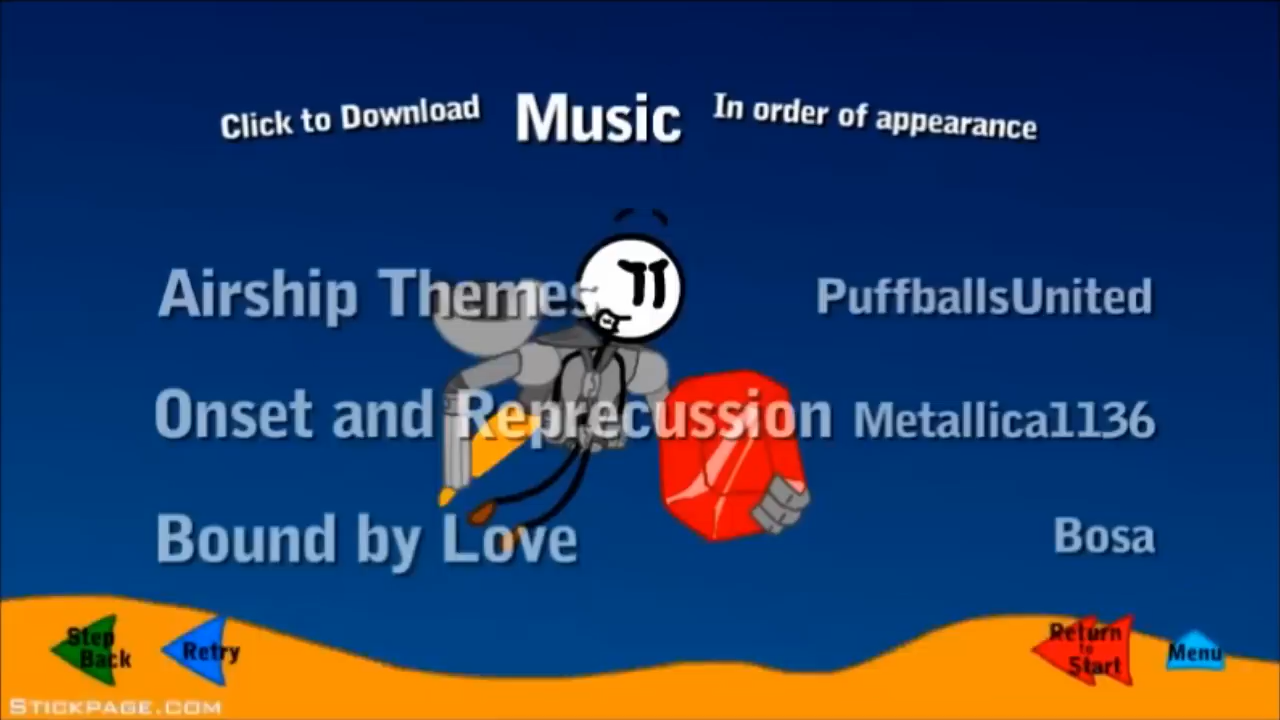 Click to Download Music In order of appearance
Airship Themes PuffballsUnited
Onset and Reprecussion Metallica1136
Bound by Love Bosa
Step Back
Retry
Return to Start
Menu
STICKPAGE.COM